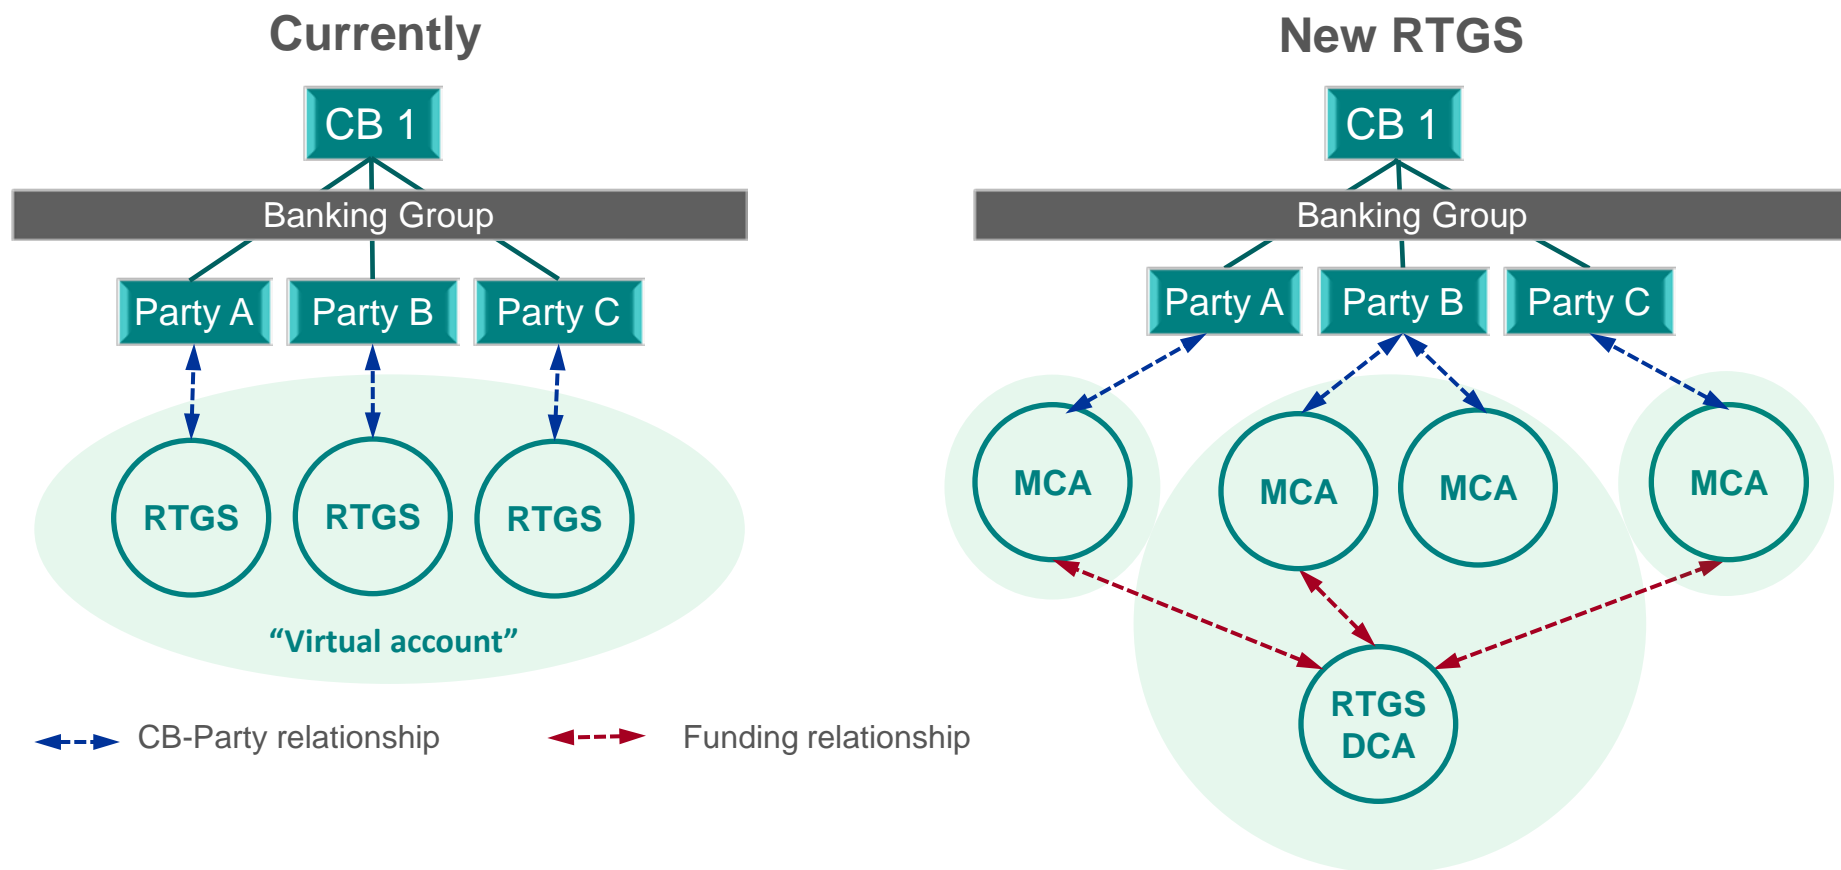 Currently
CB 1
Banking Group
Party A
Party B
Party C
RTGS
RTGS
RTGS
“Virtual account”
CB-Party relationship
Funding relationship
New RTGS
CB 1
Banking Group
Party A
Party B
Party C
MCA
MCA
MCA
MCA
RTGS
DCA